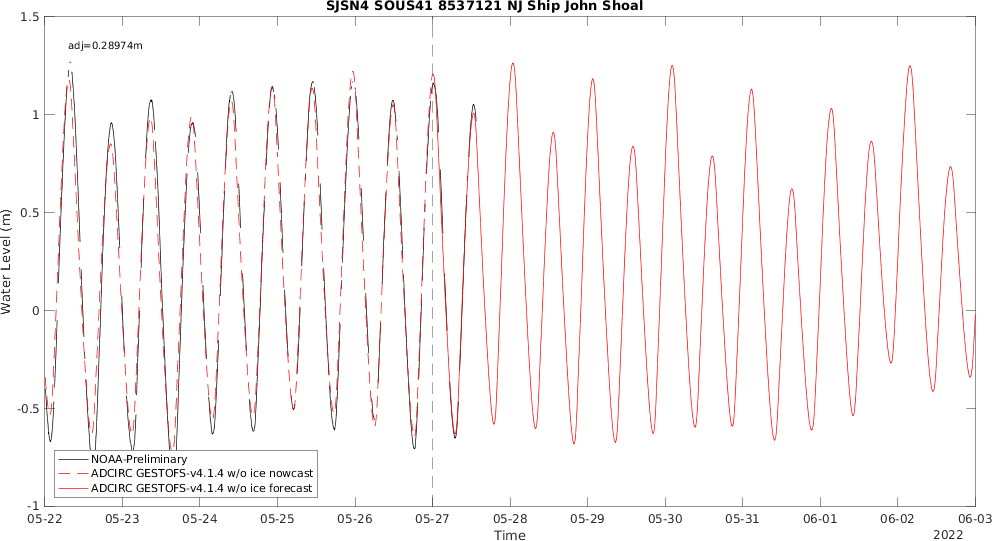 SJSN4 SOUS41 8537121 NJ Ship John Shoal
adj=0.28974m
1.5
1
0.5
0
-0.5
-1
Water Level (m)
NOAA-Preliminary
ADCIRC GESTOFS-v4.1.4 w/o ice nowcast
ADCIRC GESTOFS-v4.1.4 w/o ice forecast
05-22 05-23 05-24 05-25 05-26 05-27 05-28 05-29 05-30 05-31 06-01 06-02 06-03
Time
2022